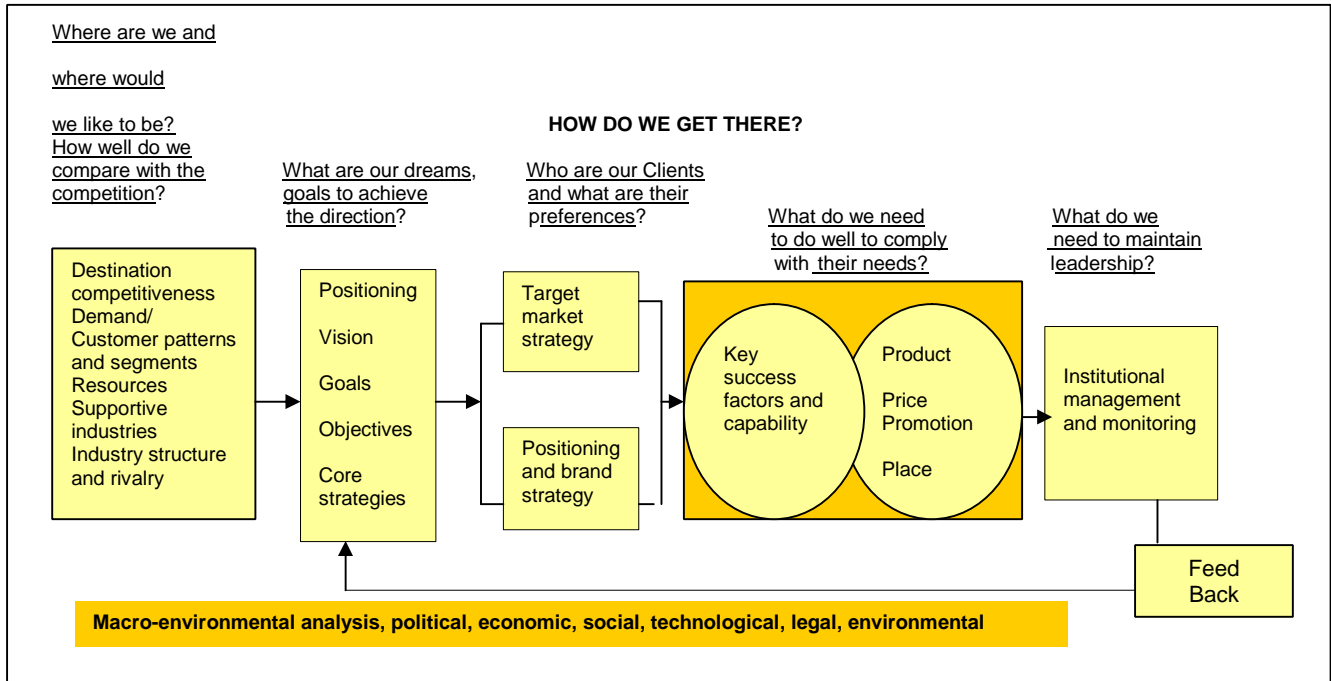 Where are we and
where would
we like to be?
How well do we
compare with the
competition?
HOW DO WE GET THERE?
What are our dreams,
goals to achieve
the direction?
Who are our Clients
and what are their
preferences?
What do we need
to do well to comply
with their needs?
What do we
need to maintain
leadership?
Destination
competitiveness
Demand/
Customer patterns
and segments
Resources
Supportive
industries
Industry structure
and rivalry
Positioning
Vision
Goals
Objectives
Core
strategies
Target
market
strategy
Positioning
and brand
strategy
Key
success
factors and
capability
Product
Price
Promotion
Place
Institutional
management
and monitoring
Feed
Back
Macro-environmental analysis, political, economic, social, technological, legal, environmental